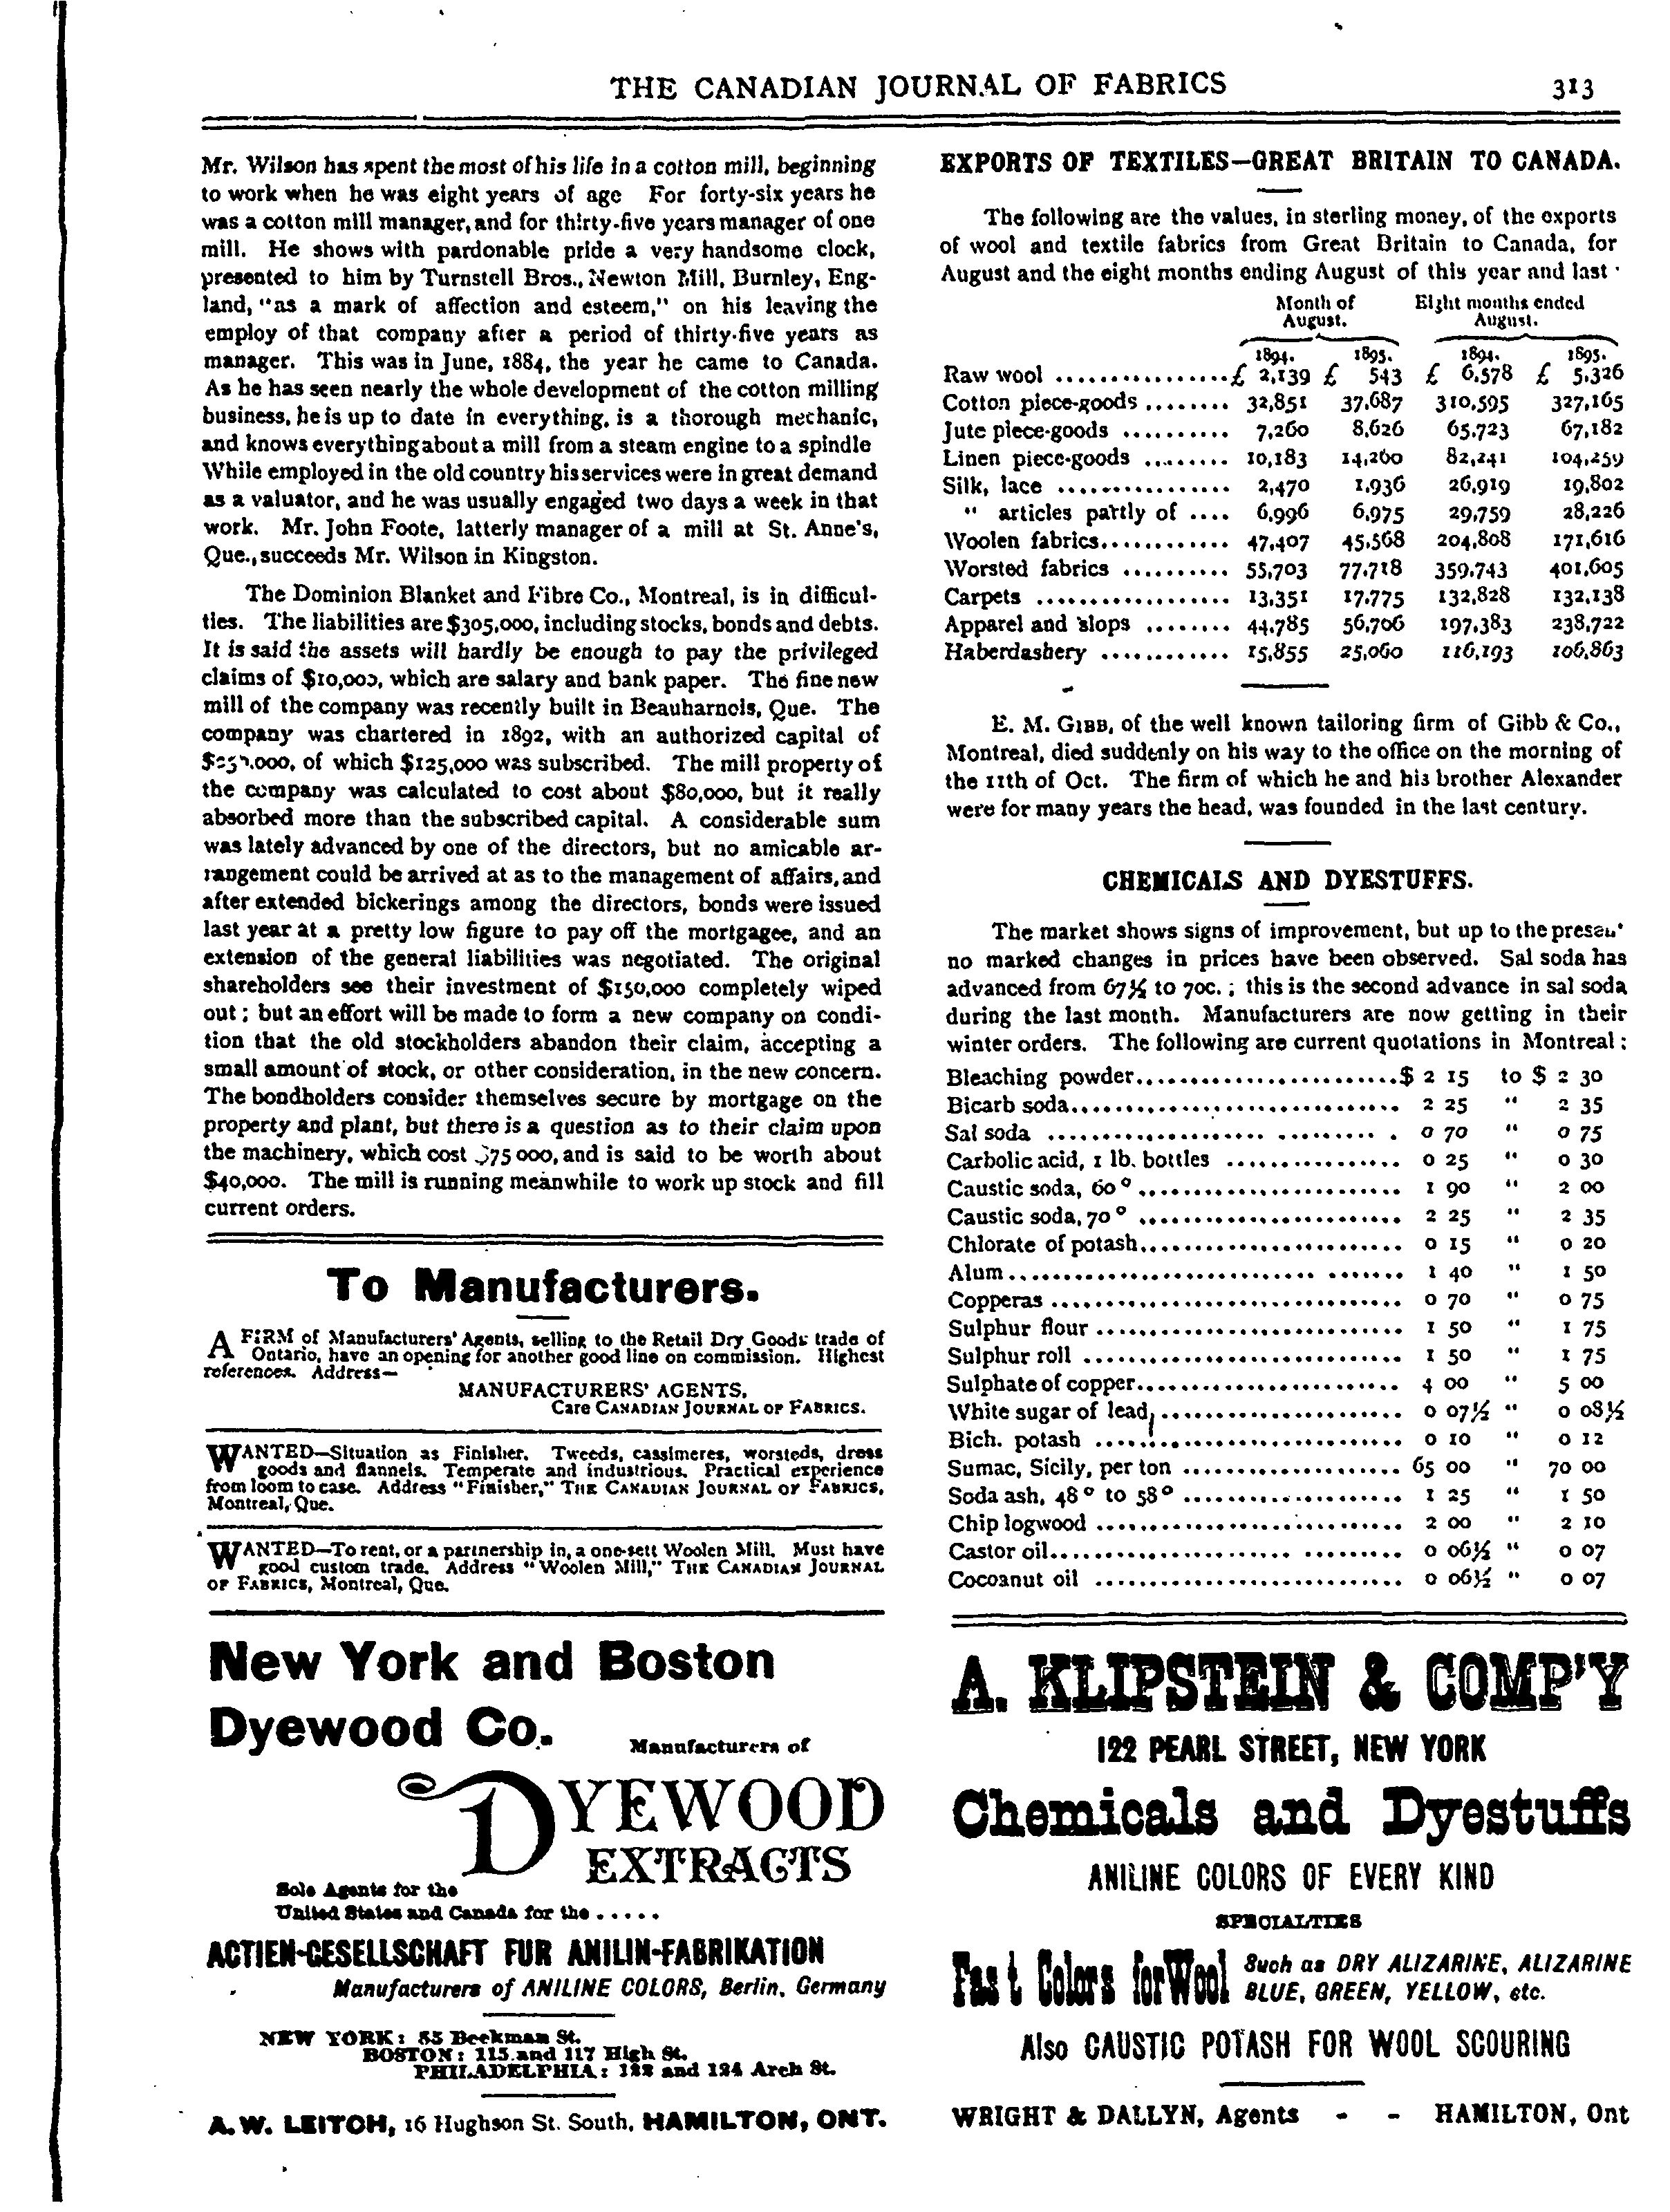 THE CANADIAN JOURNAL OF FABRICS 313
Mr. Wilson has spent the most of his life in a cotton mill, beginning
to work when he was eight years of age For forty-six years he
was a cotton mill manager, and for thirty-five years manager of one
mill. He shows with pardonable pride a very handsome clock,
presented to him by Turnstell Bros., Newton Mill, Burnley, Eng-
land, "as a mark of affection and esteem," on his leaving the
employ of that company after a period of thirty-five years as
manager. This was in June, 1884, the year he came to Canada.
As he has seen nearly the whole development of the cotton milling
business, he is up to date in everything, is a thorough mechanic,
and knows everything about a mill from a steam engine to a spindle
While employed in the old country his services were in great demand
as a valuator, and he was usually engaged two days a week in that
work. Mr. John Foote, latterly manager of a mill at St. Anne's,
Que., succeeds Mr. Wilson in Kingston.
The Dominion Blanket and Fibre Co., Montreal, is in difficul-
ties. The liabilities are $305,000, including stocks, bonds and debts.
It is said the assets will hardly be enough to pay the privileged
claims of $10,000, which are salary and bank paper. The fine new
mill of the company was recently built in Beauharnois, Que. The
company was chartered in 1892, with an authorized capital of
of which $125,000 was subscribed. The mill property of
the company was calculated to cost about $80,000, but it really
absorbed more than the subscribed capital. A considerable sum
was lately advanced by one of the directors, but no amicable ar-
rangement could be arrived at as to the management of affairs, and
after extended bickerings among the directors, bonds were issued
last year at a pretty low figure to pay off the mortgagee, and an
extension of the general liabilities was negotiated. The original
shareholders see their investment of $150,000 completely wiped
out; but an effort will be made to form a new company on condi-
tion that the old stockholders abandon their claim, accepting a
small amount of stock, or other consideration, in the new concern.
The bondholders consider themselves secure by mortgage on the
property and plant, but there is a question as to their claim upon
the machinery, which cost $75 000, and is said to be worth about
$40,000. The mill is running meanwhile to work up stock and fill
current orders.
To Manufacturers.
A FIRM of Manufacturers' Agents, selling to the Retail Dry Goods trade of
Ontario, have an opening for another good line on commission. Highest
references. Address—
MANUFACTURERS' AGENTS,
Care CANADIAN JOURNAL OF FABRICS.
WANTED—Situation as Finisher. Tweeds, cassimeres, worsteds, dress
goods and flannels. Temperate and industrious. Practical experience
from loom to case. Address "Finisher," THE CANADIAN JOURNAL OF FABRICS,
Montreal, Que.
WANTED—To rent, or a partnership in, a one-sett Woolen Mill. Must have
good custom trade. Address "Woolen Mill," THE CANADIAN JOURNAL
OF FABRICS, Montreal, Que.
New York and Boston
Dyewood Co.
Manufacturers of
DYEWOOD
EXTRACTS
Sole Agents for the
United States and Canada for the .....
ACTIEN-GESELLSCHAFT FUR ANILIN-FABRIKATION
Manufacturers of ANILINE COLORS, Berlin, Germany
NEW YORK: 55 Beekman St.
BOSTON: 115 and 117 High St.
PHILADELPHIA: 122 and 124 Arch St.
A. W. LEITCH, 16 Hughson St. South, HAMILTON, ONT.
EXPORTS OF TEXTILES—GREAT BRITAIN TO CANADA.
The following are the values, in sterling money, of the exports
of wool and textile fabrics from Great Britain to Canada, for
August and the eight months ending August of this year and last
Month of August. Eight months ended August.
1894. 1895. 1894. 1895.
Raw wool ................£ 2,139 £ 543 £ 6,578 £ 5,326
Cotton piece-goods ........ 32,851 37,687 310,595 327,165
Jute piece-goods .......... 7,260 8,626 65,723 67,182
Linen piece-goods ......... 10,183 14,260 82,241 104,259
Silk, lace ................ 2,470 1,936 26,919 19,802
" articles partly of .... 6,996 6,975 29,759 28,226
Woolen fabrics............ 47,407 45,568 204,808 171,616
Worsted fabrics .......... 55,703 77,718 359,743 401,605
Carpets .................. 13,351 17,775 132,828 132,138
Apparel and slops ........ 44,785 56,706 197,383 238,722
Haberdashery ............ 15,855 25,060 116,193 106,863
E. M. GIBB, of the well known tailoring firm of Gibb & Co.,
Montreal, died suddenly on his way to the office on the morning of
the 11th of Oct. The firm of which he and his brother Alexander
were for many years the head, was founded in the last century.
CHEMICALS AND DYESTUFFS.
The market shows signs of improvement, but up to the present
no marked changes in prices have been observed. Sal soda has
advanced from 67½ to 70c.; this is the second advance in sal soda
during the last month. Manufacturers are now getting in their
winter orders. The following are current quotations in Montreal:
Bleaching powder........................$ 2 15 to $ 2 30
Bicarb soda.............................. 2 25 " 2 35
Sal soda ............................... 0 70 " 0 75
Carbolic acid, 1 lb. bottles ................ 0 25 " 0 30
Caustic soda, 60° ........................ 1 90 " 2 00
Caustic soda, 70° ........................ 2 25 " 2 35
Chlorate of potash........................ 0 15 " 0 20
Alum.................................... 1 40 " 1 50
Copperas ................................ 0 70 " 0 75
Sulphur flour ............................ 1 50 " 1 75
Sulphur roll ............................. 1 50 " 1 75
Sulphate of copper........................ 4 00 " 5 00
White sugar of lead ...................... 0 07½ " 0 08½
Bich. potash ............................ 0 10 " 0 12
Sumac, Sicily, per ton .................... 65 00 " 70 00
Soda ash, 48° to 58° .................... 1 25 " 1 50
Chip logwood ............................ 2 00 " 2 10
Castor oil................................ 0 06½ " 0 07
Cocoanut oil ............................ 0 06½ " 0 07
A. KLIPSTEIN & COMP'Y
122 PEARL STREET, NEW YORK
Chemicals and Dyestuffs
ANILINE COLORS OF EVERY KIND
SPECIALTIES
Fast Colors for Wool Such as DRY ALIZARINE, ALIZARINE
BLUE, GREEN, YELLOW, etc.
Also CAUSTIC POTASH FOR WOOL SCOURING
WRIGHT & DALLYN, Agents - - HAMILTON, Ont